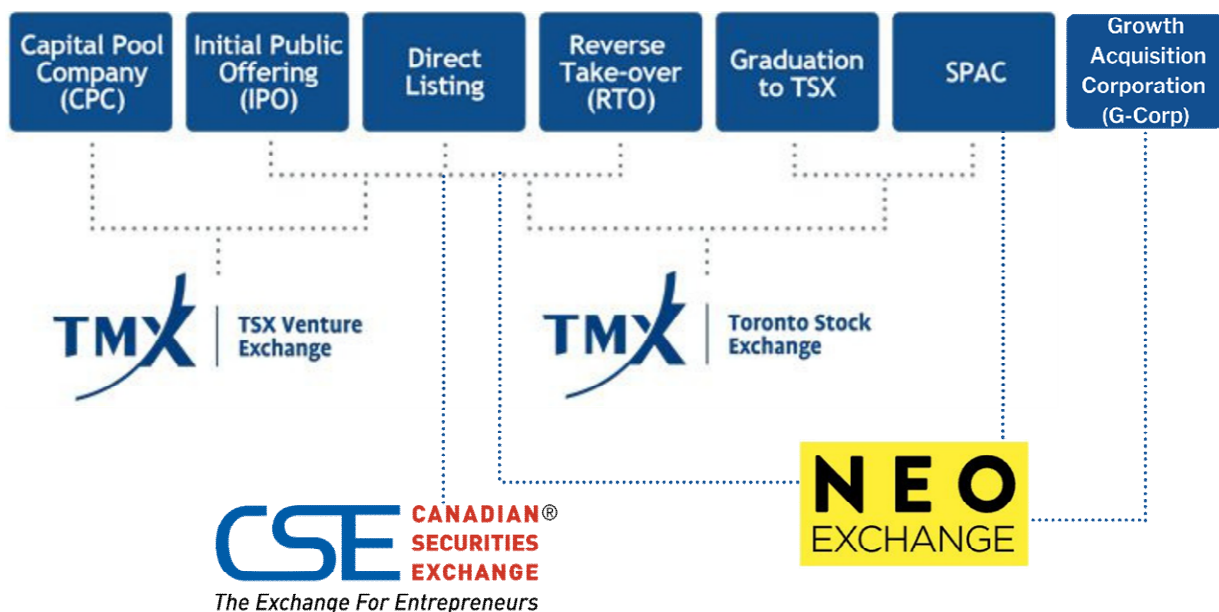 Capital Pool
Company
(CPC)
Initial Public
Offering
(IPO)
Direct
Listing
Reverse
Take-over
(RTO)
Graduation
to TSX
SPAC
Growth
Acquisition
Corporation
(G-Corp)
TMX
TSX Venture
Exchange
TMX
Toronto Stock
Exchange
NEO
EXCHANGE
CSE
CANADIAN®
SECURITIES
EXCHANGE
The Exchange For Entrepreneurs